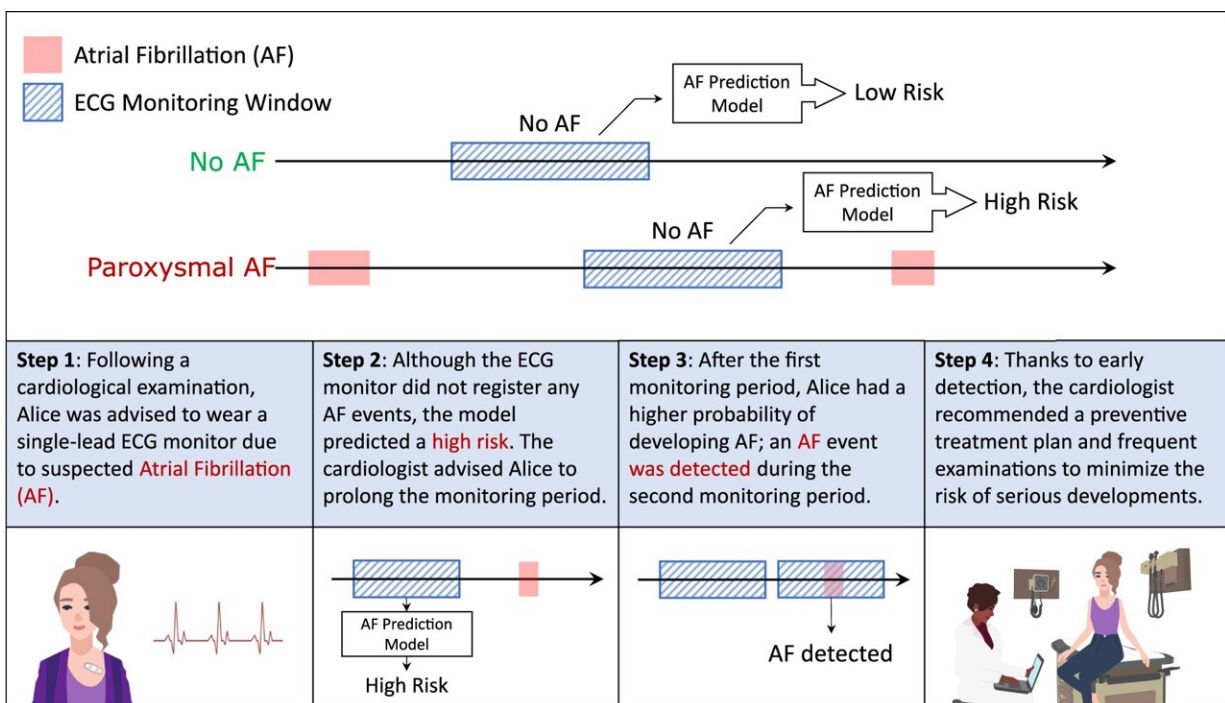 Atrial Fibrillation (AF)
ECG Monitoring Window
AF Prediction
Model
Low Risk
No AF
No AF
AF Prediction
Model
High Risk
No AF
Paroxysmal AF
Step 1: Following a
cardiological examination,
Alice was advised to wear a
single-lead ECG monitor due
to suspected Atrial Fibrillation
(AF).
Step 2: Although the ECG
monitor did not register any
AF events, the model
predicted a high risk. The
cardiologist advised Alice to
prolong the monitoring period.
Step 3: After the first
monitoring period, Alice had a
higher probability of
developing AF; an AF event
was detected during the
second monitoring period.
Step 4: Thanks to early
detection, the cardiologist
recommended a preventive
treatment plan and frequent
examinations to minimize the
risk of serious developments.
AF Prediction
Model
High Risk
AF detected